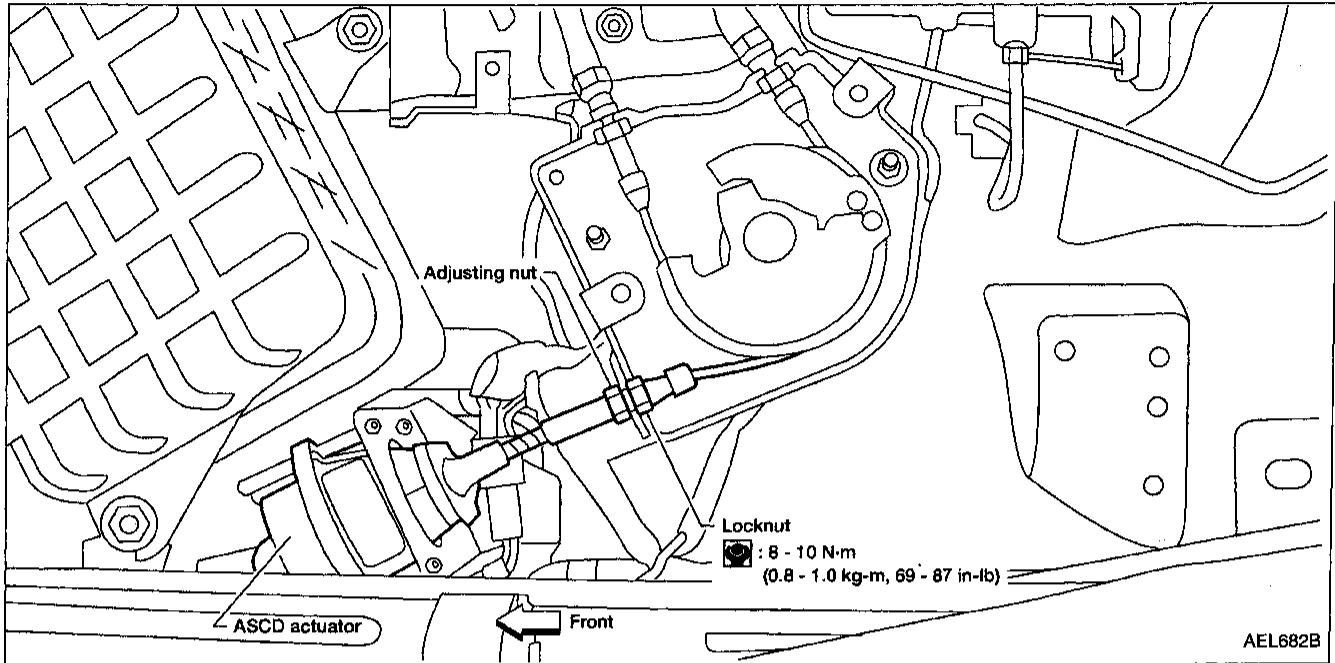 Adjusting nut
Locknut
: 8 - 10 N·m
(0.8 - 1.0 kg-m, 69 - 87 in-lb)
ASCD actuator
Front
AEL682B